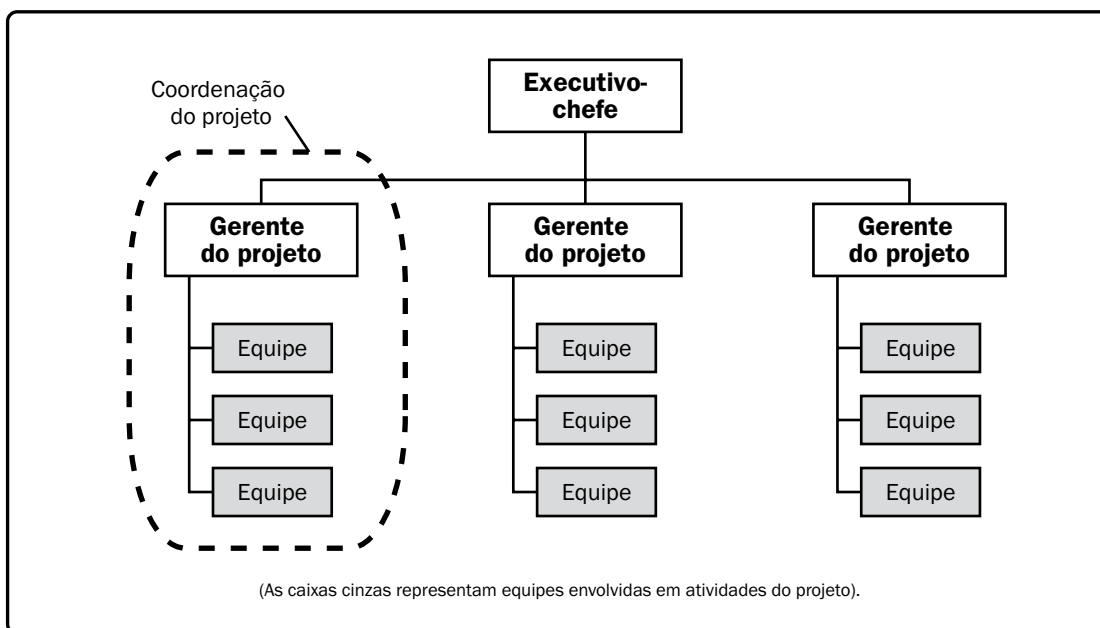 Coordenação
do projeto
Executivo-
chefe
Gerente
do projeto
Gerente
do projeto
Gerente
do projeto
Equipe
Equipe
Equipe
Equipe
Equipe
Equipe
Equipe
Equipe
Equipe
(As caixas cinzas representam equipes envolvidas em atividades do projeto).